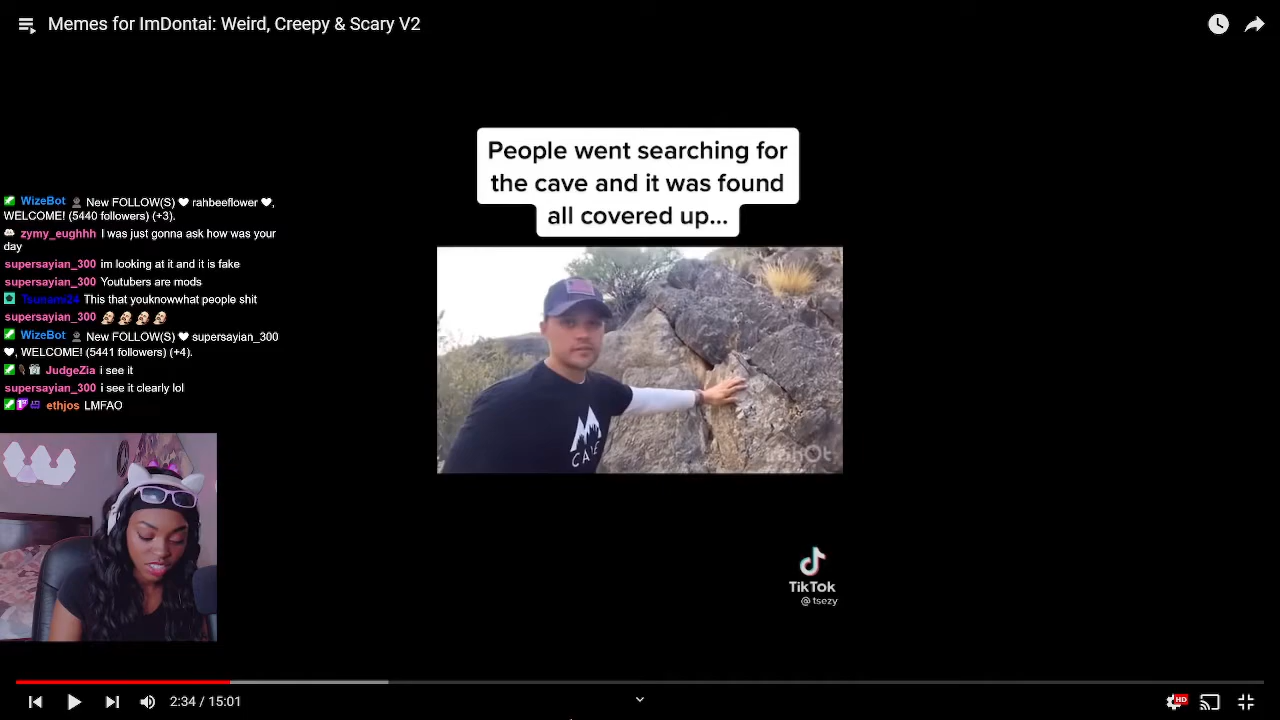 Memes for ImDontai: Weird, Creepy & Scary V2
People went searching for
the cave and it was found
all covered up...
WizeBot New FOLLOW(S) rahbeeflower ,
WELCOME! (5440 followers) (+3).
zymy_eughhh I was just gonna ask how was your
day
supersayian_300 im looking at it and it is fake
supersayian_300 Youtubers are mods
Tsunami24 This that youknowwhat people shit
supersayian_300
WizeBot New FOLLOW(S) supersayian_300
, WELCOME! (5441 followers) (+4).
JudgeZia i see it
supersayian_300 i see it clearly lol
ethjos LMFAO
TikTok
@tsezy
2:34 / 15:01
HD